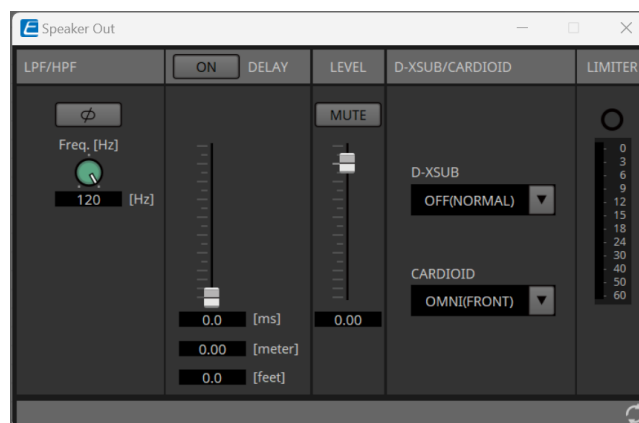 Speaker Out
LPF/HPF
ON DELAY
LEVEL
D-XSUB/CARDIOID
LIMITER
Φ
Freq. [Hz]
120 [Hz]
0.0 [ms]
0.00 [meter]
0.0 [feet]
MUTE
0.00
D-XSUB
OFF(NORMAL)
CARDIOID
OMNI(FRONT)
0
3
6
9
12
15
18
24
30
40
50
60